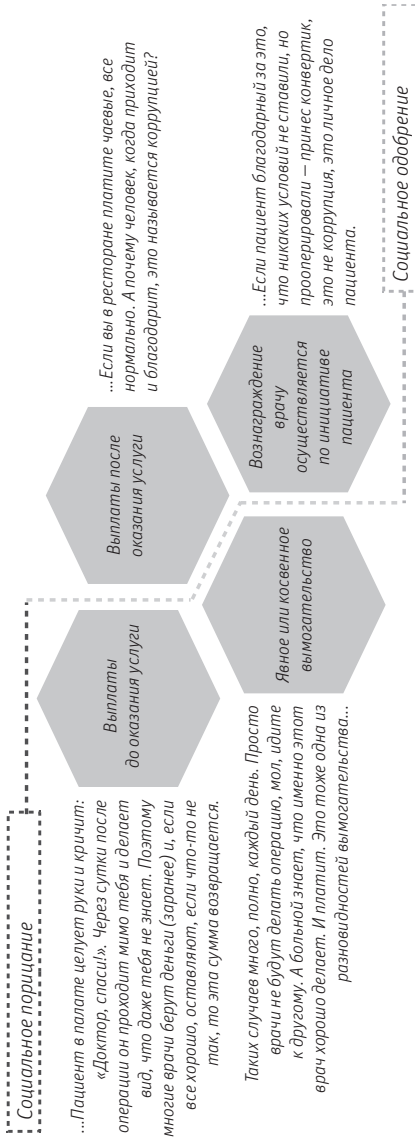 Социальное порицание
...Пациент в палате целует руки и кричит:
«Доктор, спаси!». Через сутки после
операции он проходит мимо тебя и делает
вид, что даже тебя не знает. Поэтому
многие врачи берут деньги (заранее) и, если
все хорошо, оставляют, если что-то не
так, то эта сумма возвращается.
Выплаты
до оказания услуги
Выплаты после
оказания услуги
...Если вы в ресторане платите чаевые, все
нормально. А почему человек, когда приходит
и благодарит, это называется коррупцией?
Таких случаев много, полно, каждый день. Просто
врачи не будут делать операцию, мол, идите
к другому. А больной знает, что именно этот
врач хорошо делает. И платит. Это тоже одна из
разновидностей вымогательства...
Явное или косвенное
вымогательство
Вознаграждение
врачу
осуществляется
по инициативе
пациента
...Если пациент благодарный за это,
что никаких условий не ставили, но
прооперировали – принес конвертик,
это не коррупция, это личное дело
пациента.
Социальное одобрение